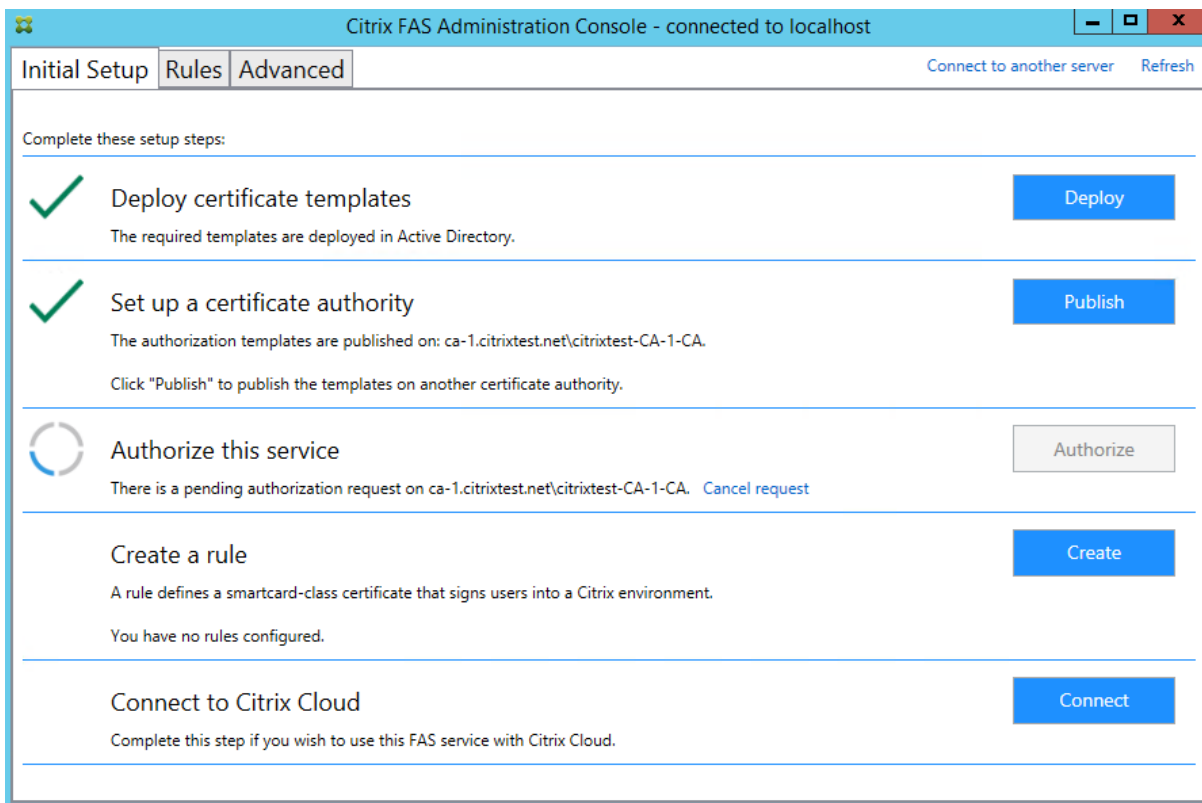 Citrix FAS Administration Console - connected to localhost
Initial Setup Rules Advanced Connect to another server Refresh
Complete these setup steps:
Deploy certificate templates Deploy
The required templates are deployed in Active Directory.
Set up a certificate authority Publish
The authorization templates are published on: ca-1.citrixtest.net\citrixtest-CA-1-CA.
Click "Publish" to publish the templates on another certificate authority.
Authorize this service Authorize
There is a pending authorization request on ca-1.citrixtest.net\citrixtest-CA-1-CA. Cancel request
Create a rule Create
A rule defines a smartcard-class certificate that signs users into a Citrix environment.
You have no rules configured.
Connect to Citrix Cloud Connect
Complete this step if you wish to use this FAS service with Citrix Cloud.